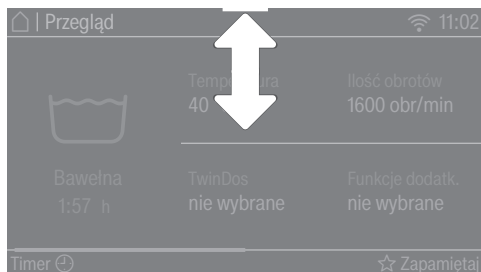 | Przegląd 11:02
Temperatura Ilość obrotów
40 1600 obr/min
Bawełna
1:57 h
TwinDos Funkcje dodatk.
nie wybrane nie wybrane
Timer Zapamiętaj